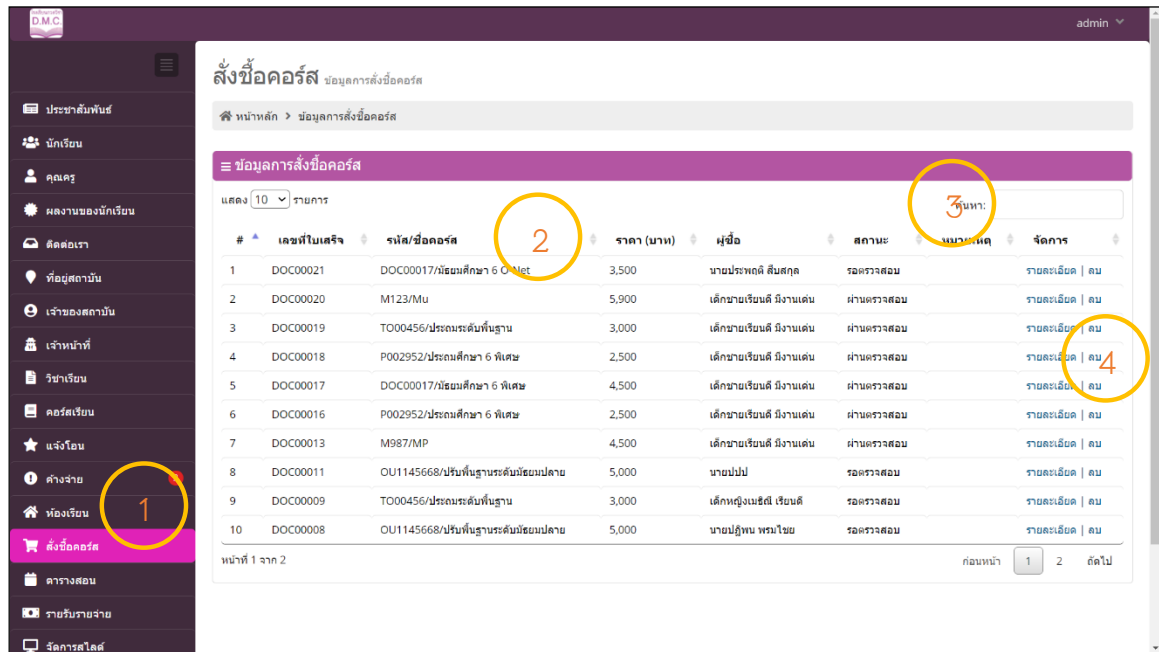 D.M.C.
admin
สั่งซื้อคอร์ส ข้อมูลการสั่งซื้อคอร์ส
หน้าหลัก > ข้อมูลการสั่งซื้อคอร์ส
ประชาสัมพันธ์
นักเรียน
คุณครู
ผลงานของนักเรียน
ติดต่อเรา
ที่อยู่สถาบัน
เจ้าของสถาบัน
เจ้าหน้าที่
วิชาเรียน
คอร์สเรียน
แจ้งโอน
ค้างจ่าย
ห้องเรียน
1
สั่งซื้อคอร์ส
ตารางสอน
รายรับรายจ่าย
จัดการสไลด์
ข้อมูลการสั่งซื้อคอร์ส
แสดง 10 รายการ
3 ค้นหา:
2
# เลขที่ใบเสร็จ รหัส/ชื่อคอร์ส ราคา (บาท) ผู้ซื้อ สถานะ หมายเหตุ จัดการ
1 DOC00021 DOC00017/มัธยมศึกษา 6 O-Net 3,500 นายประพฤติ สืบสกุล รอตรวจสอบ รายละเอียด | ลบ
2 DOC00020 M123/Mu 5,900 เด็กชายเรียนดี มีงานเด่น ผ่านตรวจสอบ รายละเอียด | ลบ
3 DOC00019 TO00456/ประถมระดับพื้นฐาน 3,000 เด็กชายเรียนดี มีงานเด่น ผ่านตรวจสอบ รายละเอียด | ลบ
4 DOC00018 P002952/ประถมศึกษา 6 พิเศษ 2,500 เด็กชายเรียนดี มีงานเด่น ผ่านตรวจสอบ รายละเอียด | ลบ
4
5 DOC00017 DOC00017/มัธยมศึกษา 6 พิเศษ 4,500 เด็กชายเรียนดี มีงานเด่น ผ่านตรวจสอบ รายละเอียด | ลบ
6 DOC00016 P002952/ประถมศึกษา 6 พิเศษ 2,500 เด็กชายเรียนดี มีงานเด่น ผ่านตรวจสอบ รายละเอียด | ลบ
7 DOC00013 M987/MP 4,500 เด็กชายเรียนดี มีงานเด่น ผ่านตรวจสอบ รายละเอียด | ลบ
8 DOC00011 OU1145668/ปรับพื้นฐานระดับมัธยมปลาย 5,000 นายปปป รอตรวจสอบ รายละเอียด | ลบ
9 DOC00009 TO00456/ประถมระดับพื้นฐาน 3,000 เด็กหญิงเมธิณี เรียนดี รอตรวจสอบ รายละเอียด | ลบ
10 DOC00008 OU1145668/ปรับพื้นฐานระดับมัธยมปลาย 5,000 นายปฏิพน พรมไชย รอตรวจสอบ รายละเอียด | ลบ
หน้าที่ 1 จาก 2
ก่อนหน้า 1 2 ถัดไป